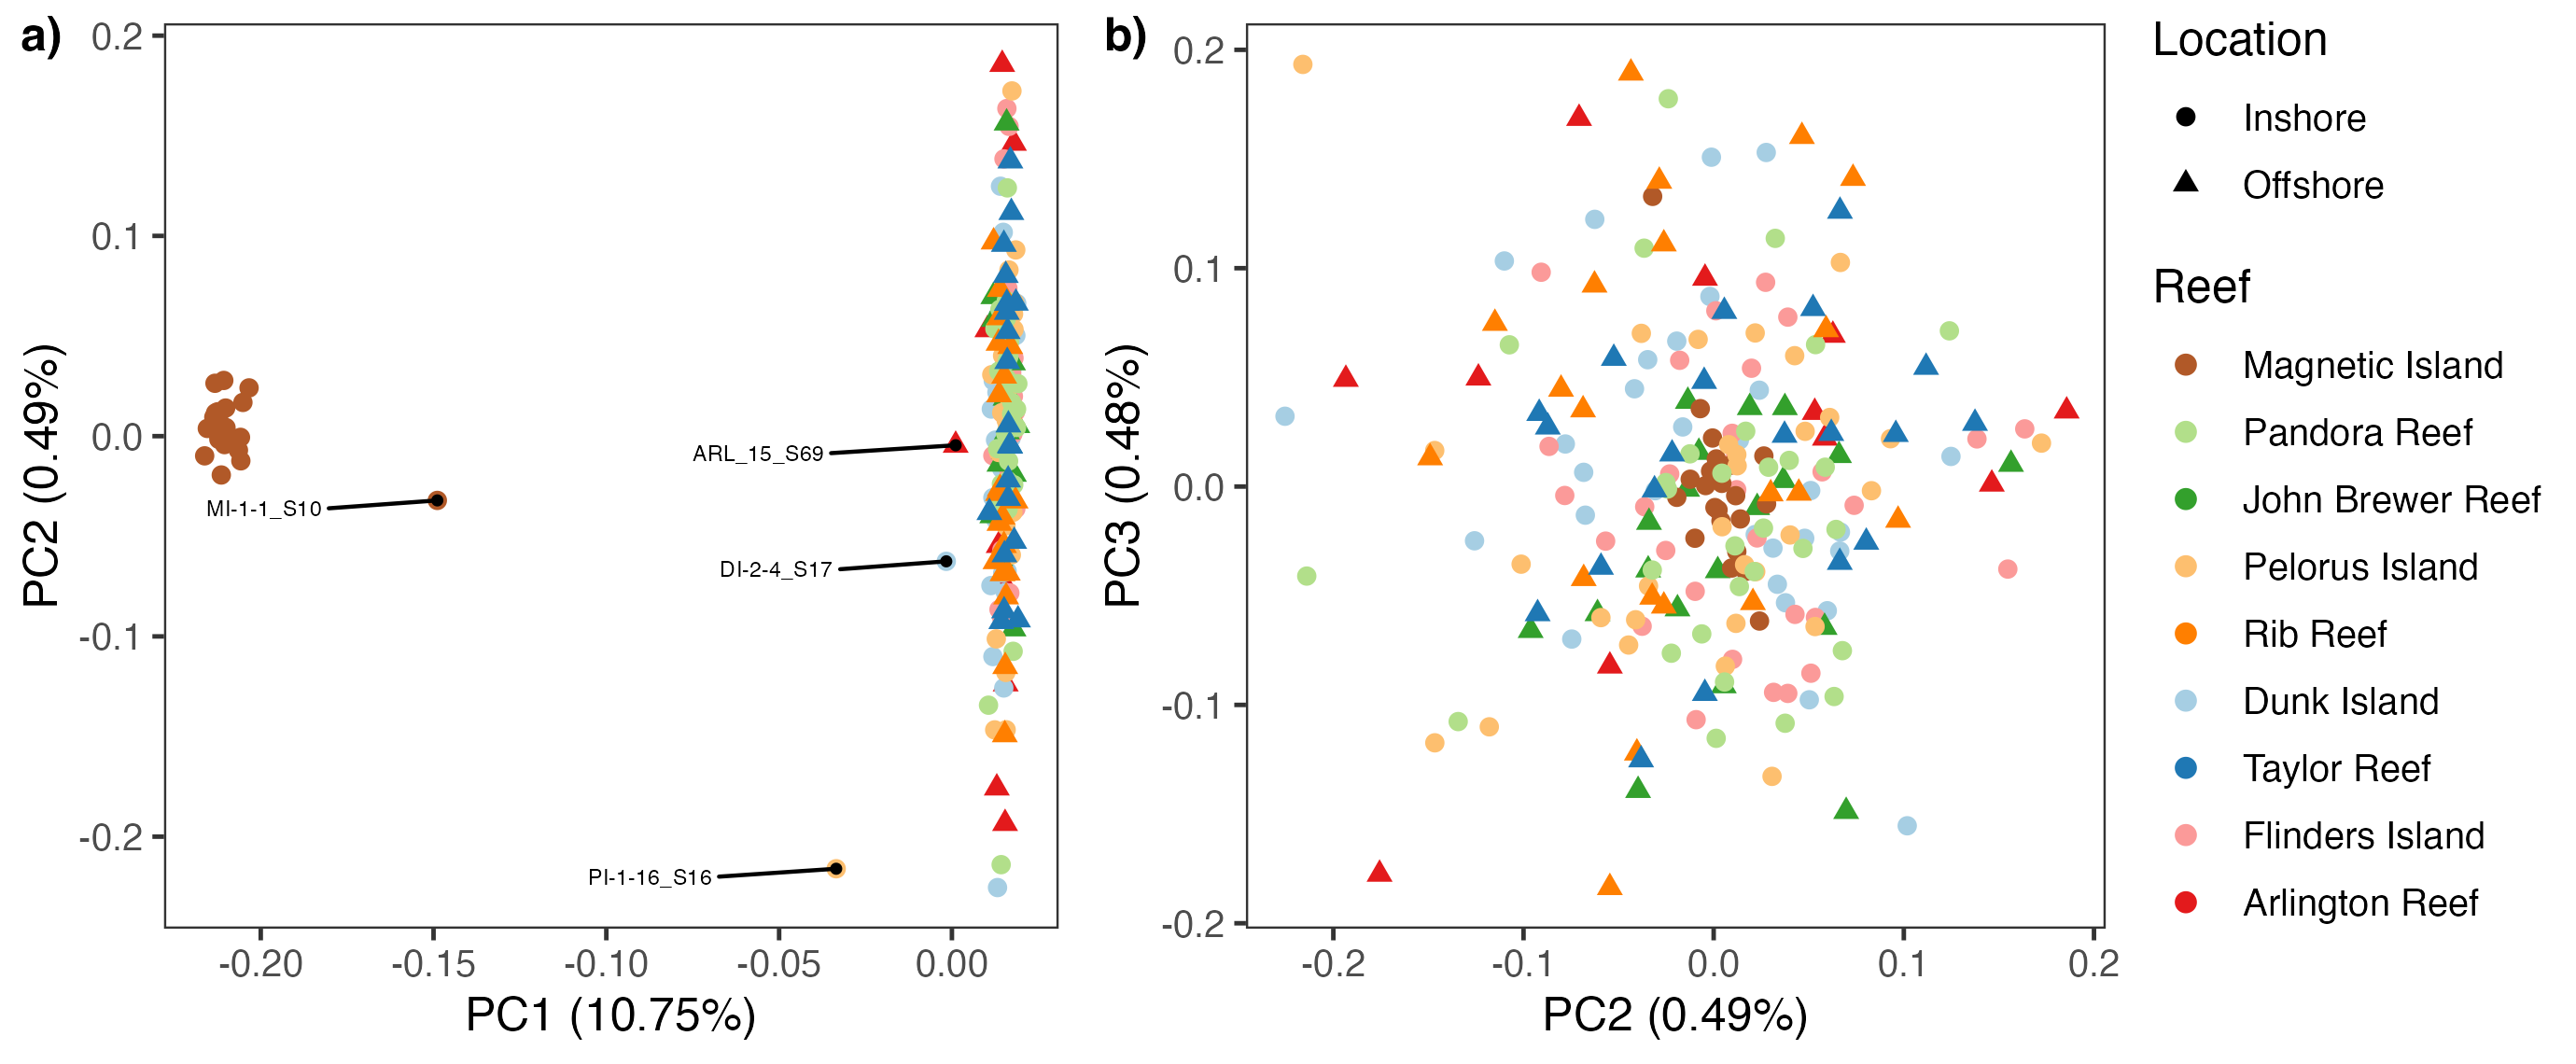 a)
0.2
0.1
0.0
-0.1
-0.2
PC2 (0.49%)
ARL_15_S69
MI-1-1_S10
DI-2-4_S17
PI-1-16_S16
-0.20
-0.15
-0.10
-0.05
0.00
PC1 (10.75%)
b)
0.2
0.1
0.0
-0.1
-0.2
PC3 (0.48%)
-0.2
-0.1
0.0
0.1
0.2
PC2 (0.49%)
Location
Inshore
Offshore
Reef
Magnetic Island
Pandora Reef
John Brewer Reef
Pelorus Island
Rib Reef
Dunk Island
Taylor Reef
Flinders Island
Arlington Reef